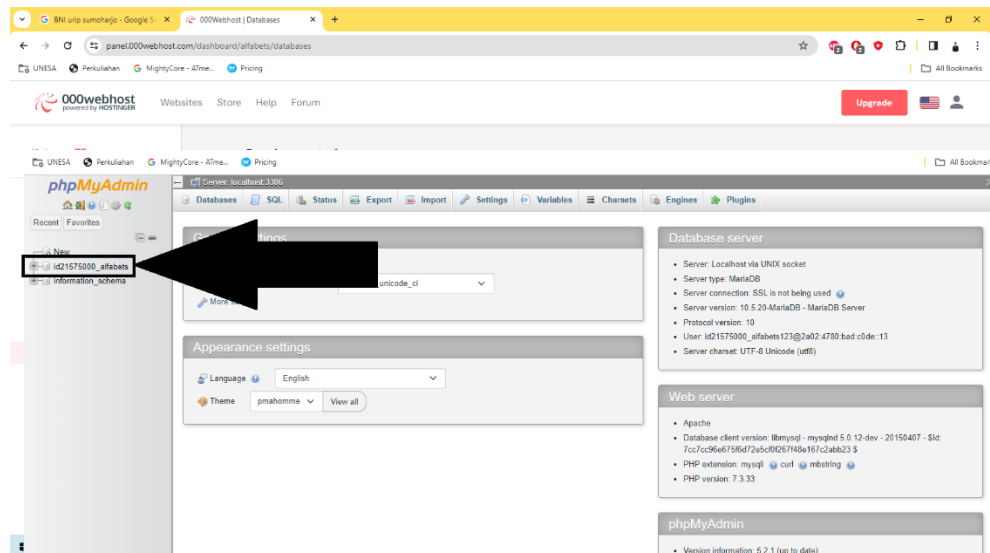 BNI urip sumoharjo - Google Se
000Webhost | Databases
panel.000webhost.com/dashboard/alfabets/databases
UNESA Perkuliahan MightyCore - ATme... Pricing All Bookmarks
000webhost
powered by HOSTINGER
Websites Store Help Forum
Upgrade
UNESA Perkuliahan MightyCore - ATme... Pricing All Bookmar
phpMyAdmin
Recent Favorites
New
id21575000_alfabets
information_schema
Server: localhost:3306
Databases SQL Status Export Import Settings Variables Charsets Engines Plugins
unicode_ci
More
Appearance settings
Language English
Theme pmahomme View all
Database server
• Server: Localhost via UNIX socket
• Server type: MariaDB
• Server connection: SSL is not being used
• Server version: 10.5.20-MariaDB - MariaDB Server
• Protocol version: 10
• User: id21575000_alfabets123@2a02:4780:bad:c0de::13
• Server charset: UTF-8 Unicode (utf8)
Web server
• Apache
• Database client version: libmysql - mysqlnd 5.0.12-dev - 20150407 - $Id:
7cc7cc96e675f6d72e5cf0f267f48e167c2abb23 $
• PHP extension: mysqli curl mbstring
• PHP version: 7.3.33
phpMyAdmin
• Version information: 5.2.1 (up to date)